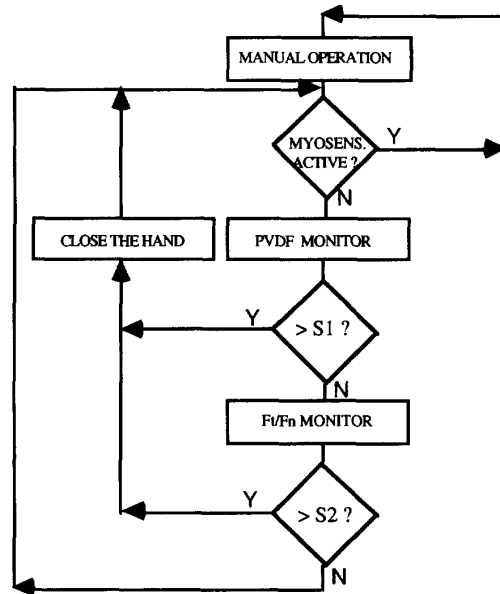 MANUAL OPERATION
MYOSENS.
ACTIVE ?
Y
N
CLOSE THE HAND
PVDF MONITOR
Y
> S1 ?
N
Ft/Fn MONITOR
Y
> S2 ?
N